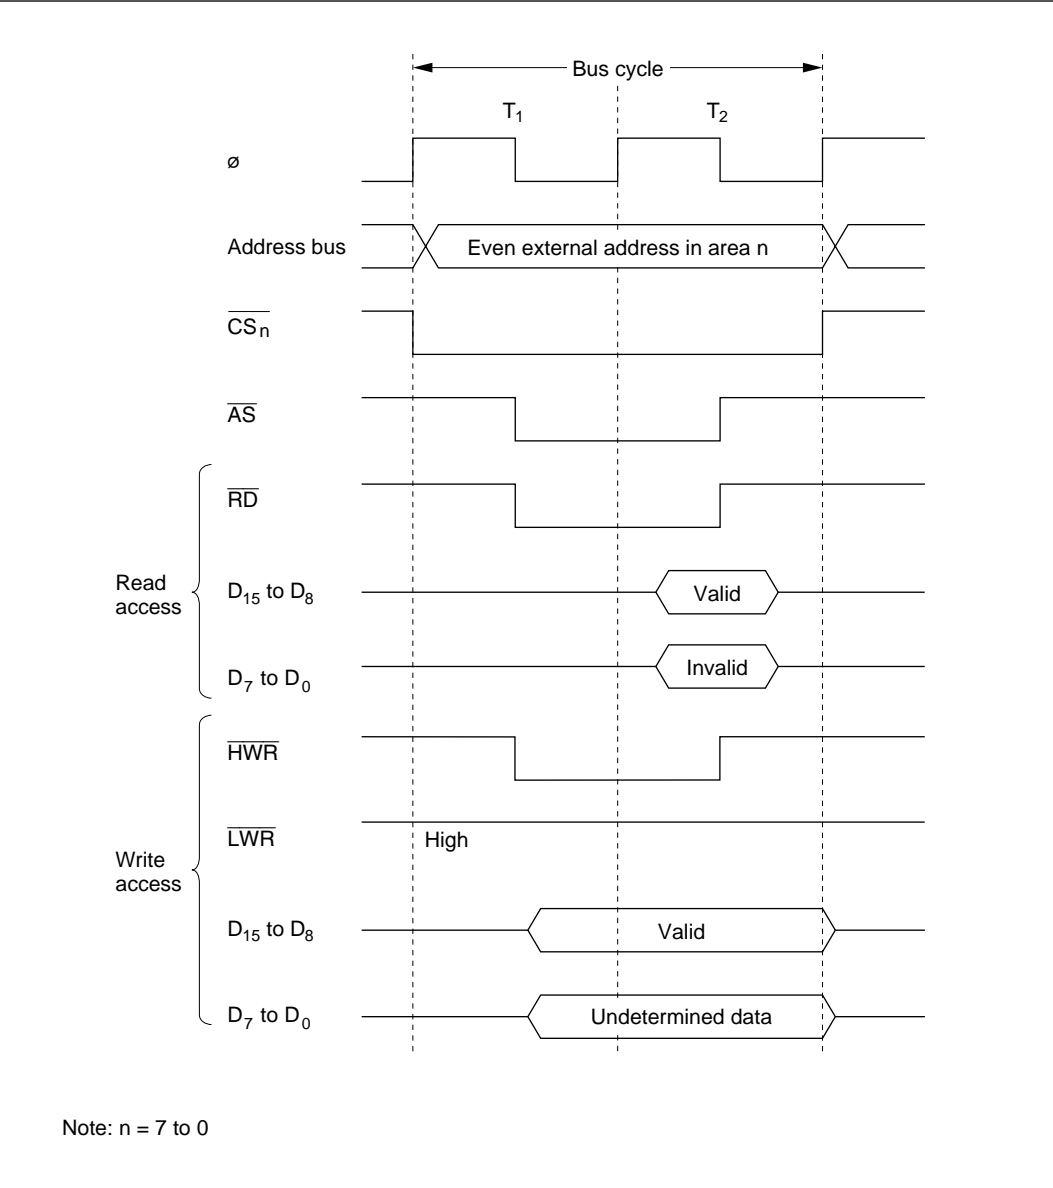 Bus cycle
T1 T2
ø
Address bus Even external address in area n
CSn
AS
RD
Read
access
D15 to D8 Valid
D7 to D0 Invalid
HWR
LWR High
Write
access
D15 to D8 Valid
D7 to D0 Undetermined data
Note: n = 7 to 0